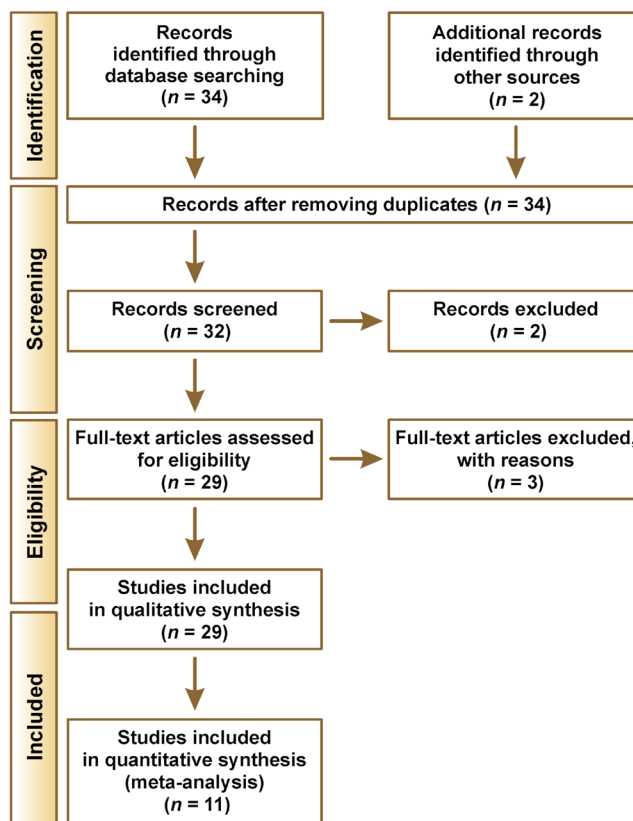 Identification
Records
identified through
database searching
(n = 34)
Additional records
identified through
other sources
(n = 2)
Screening
Records after removing duplicates (n = 34)
Records screened
(n = 32)
Records excluded
(n = 2)
Eligibility
Full-text articles assessed
for eligibility
(n = 29)
Full-text articles excluded,
with reasons
(n = 3)
Studies included
in qualitative synthesis
(n = 29)
Included
Studies included
in quantitative synthesis
(meta-analysis)
(n = 11)